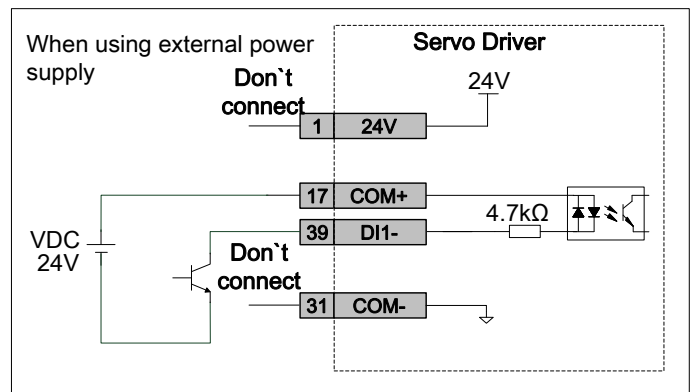 When using external power
supply
Servo Driver
Don`t
connect
24V
1 24V
17 COM+
39 DI1-
4.7kΩ
VDC
24V
Don`t
connect
31 COM-